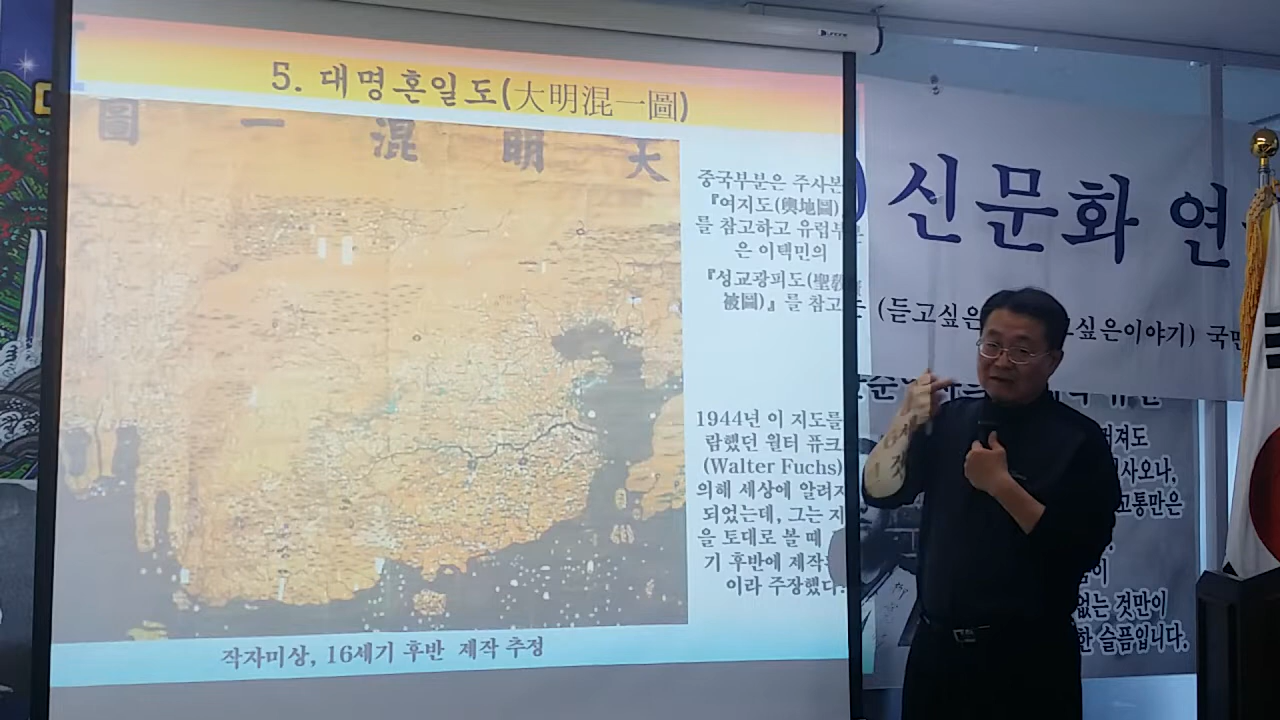 5. 대명혼일도(大明混一圖)
圖 一 混 明 大
중국부분은 주사본
『여지도(輿地圖)
를 참고하고 유럽부
은 이택민의
『성교광피도(聖敎
被圖)』를 참고
1944년 이 지도를
람했던 월터 퓨크
(Walter Fuchs)
의해 세상에 알려지
되었는데, 그는 지
을 토대로 볼 때
기 후반에 제작
이라 주장했다.
작자미상, 16세기 후반 제작 추정
신문화 연
(듣고싶은 싶은이야기) 국민
져도
사오나,
고통만은
없는 것만이
한 슬픔입니다.